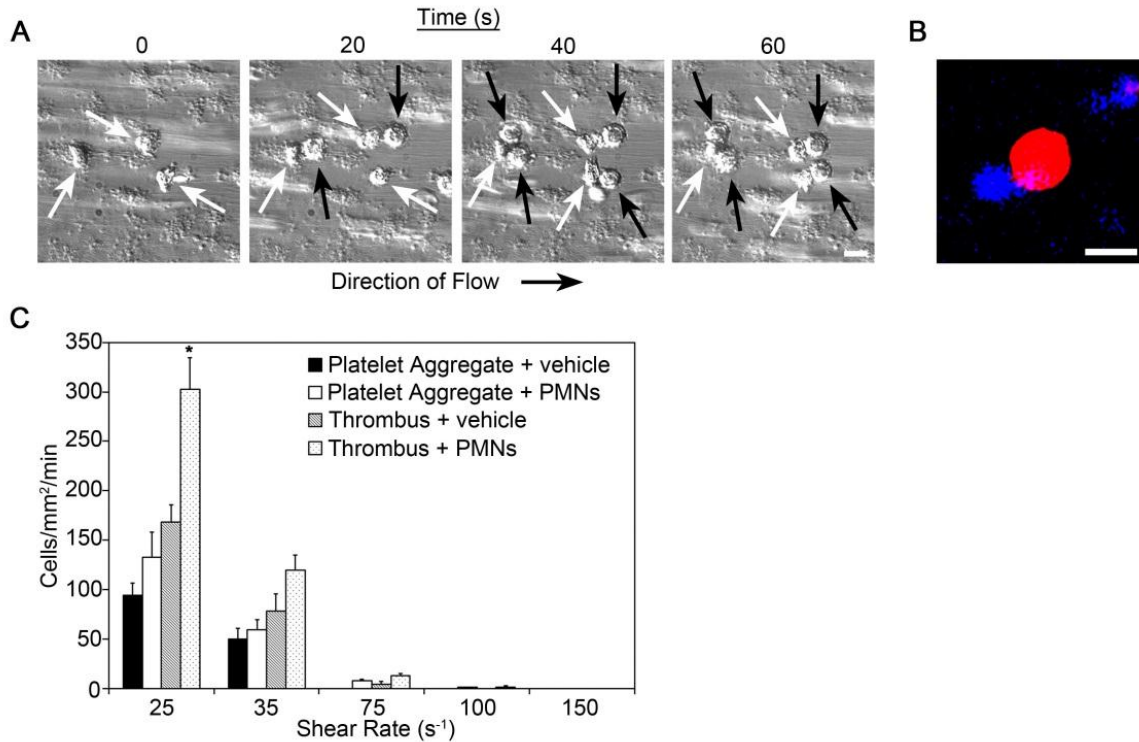 A
Time (s)
0 20 40 60
Direction of Flow
B
C
350
300
250
200
150
100
50
0
Cells/mm²/min
*
Platelet Aggregate + vehicle
Platelet Aggregate + PMNs
Thrombus + vehicle
Thrombus + PMNs
25 35 75 100 150
Shear Rate (s⁻¹)